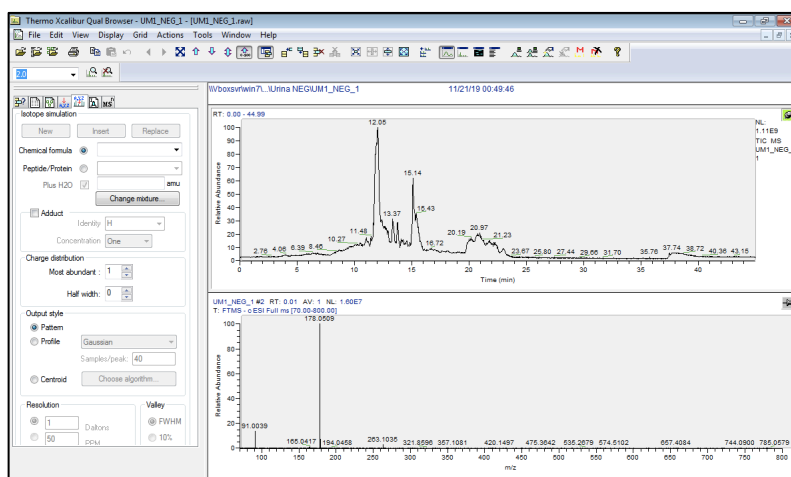 Thermo Xcalibur Qual Browser - UM1_NEG_1 - [UM1_NEG_1.raw]
File Edit View Display Grid Actions Tools Window Help
2.0
\\Vboxsvr\win7\...\Urina NEG\UM1_NEG_1 11/21/19 00:49:46
Isotope simulation
New Insert Replace
Chemical formula
Peptide/Protein
Plus H2O amu
Change mixture...
Adduct
Identity H
Concentration One
Charge distribution
Most abundant : 1
Half width: 0
Output style
Pattern
Profile Gaussian
Samples/peak: 40
Centroid Choose algorithm...
Resolution Valley
1 Daltons FWHM
50 PPM 10%
RT: 0.00 - 44.99
NL:
1.11E9
TIC MS
UM1_NEG_
1
Relative Abundance
100
80
60
40
20
0
12.05
15.14
15.43
13.37
11.48
10.27
16.72
20.19 20.97
21.23
2.76 4.06 6.39 8.46 23.67 25.80 27.44 29.66 31.70 35.76 37.74 38.72 40.36 43.15
0 5 10 15 20 25 30 35 40
Time (min)
UM1_NEG_1 #2 RT: 0.01 AV: 1 NL: 1.60E7
T: FTMS - c ESI Full ms [70.00-800.00]
Relative Abundance
100
80
60
40
20
0
178.0509
91.0039
165.0417 194.0458 263.1035 321.8596 357.1081 420.1497 475.3642 535.2679 574.5102 657.4084 744.0900 785.0579
100 150 200 250 300 350 400 450 500 550 600 650 700 750 800
m/z